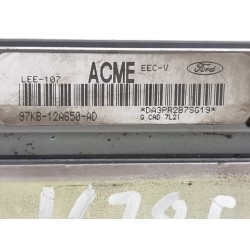 LEE-107 ACME EEC-V Ford
97KB-12A650-AD *DA3PR2B7SG19*
G CAD 7L21